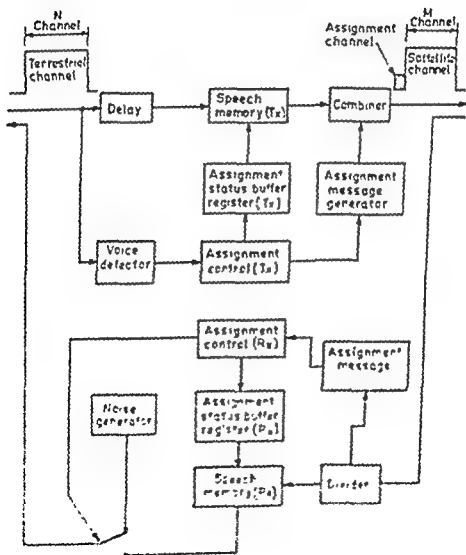 N
Channel
M
Channel
Assignment
channel
Terrestrial
channel
Satellite
channel
Delay
Speech
memory (Tx)
Combiner
Assignment
status buffer
register (Tx)
Assignment
message
generator
Voice
detector
Assignment
control (Tx)
Assignment
control (Rx)
Assignment
message
Noise
generator
Assignment
status buffer
register (Rx)
Speech
memory (Rx)
Divider